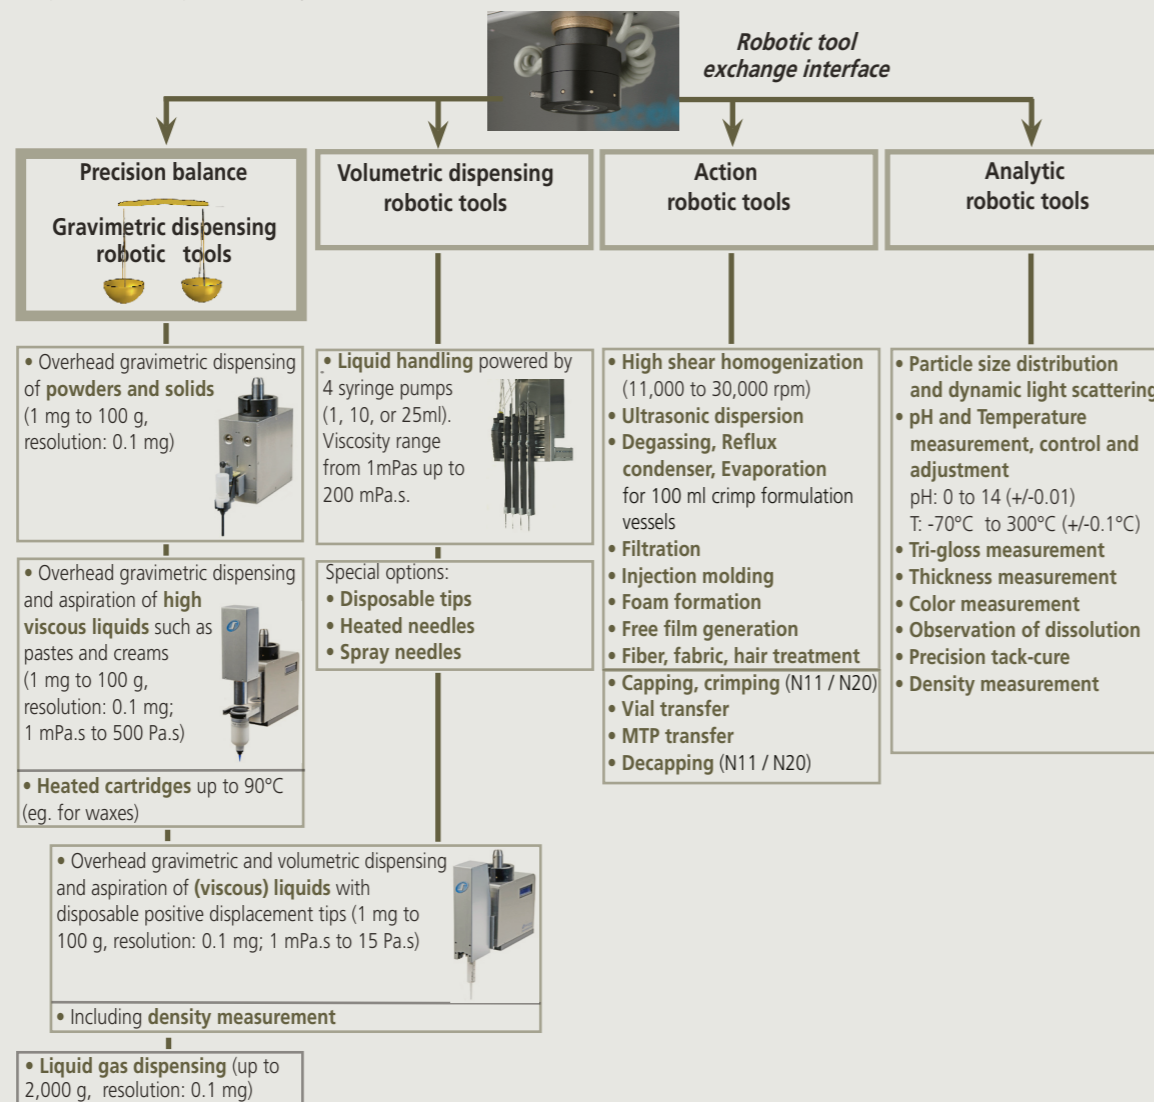 Robotic tool
exchange interface
Precision balance
Gravimetric dispensing
robotic tools
• Overhead gravimetric dispensing
of powders and solids
(1 mg to 100 g,
resolution: 0.1 mg)
• Overhead gravimetric dispensing
and aspiration of high
viscous liquids such as
pastes and creams
(1 mg to 100 g,
resolution: 0.1 mg;
1 mPa.s to 500 Pa.s)
• Heated cartridges up to 90°C
(eg. for waxes)
Volumetric dispensing
robotic tools
• Liquid handling powered by
4 syringe pumps
(1, 10, or 25ml).
Viscosity range
from 1mPas up to
200 mPa.s.
Special options:
• Disposable tips
• Heated needles
• Spray needles
• Overhead gravimetric and volumetric dispensing
and aspiration of (viscous) liquids with
disposable positive displacement tips (1 mg to
100 g, resolution: 0.1 mg; 1 mPa.s to 15 Pa.s)
• Including density measurement
• Liquid gas dispensing (up to
2,000 g, resolution: 0.1 mg)
Action
robotic tools
• High shear homogenization
(11,000 to 30,000 rpm)
• Ultrasonic dispersion
• Degassing, Reflux
condenser, Evaporation
for 100 ml crimp formulation
vessels
• Filtration
• Injection molding
• Foam formation
• Free film generation
• Fiber, fabric, hair treatment
• Capping, crimping (N11 / N20)
• Vial transfer
• MTP transfer
• Decapping (N11 / N20)
Analytic
robotic tools
• Particle size distribution
and dynamic light scattering
• pH and Temperature
measurement, control and
adjustment
pH: 0 to 14 (+/-0.01)
T: -70°C to 300°C (+/-0.1°C)
• Tri-gloss measurement
• Thickness measurement
• Color measurement
• Observation of dissolution
• Precision tack-cure
• Density measurement